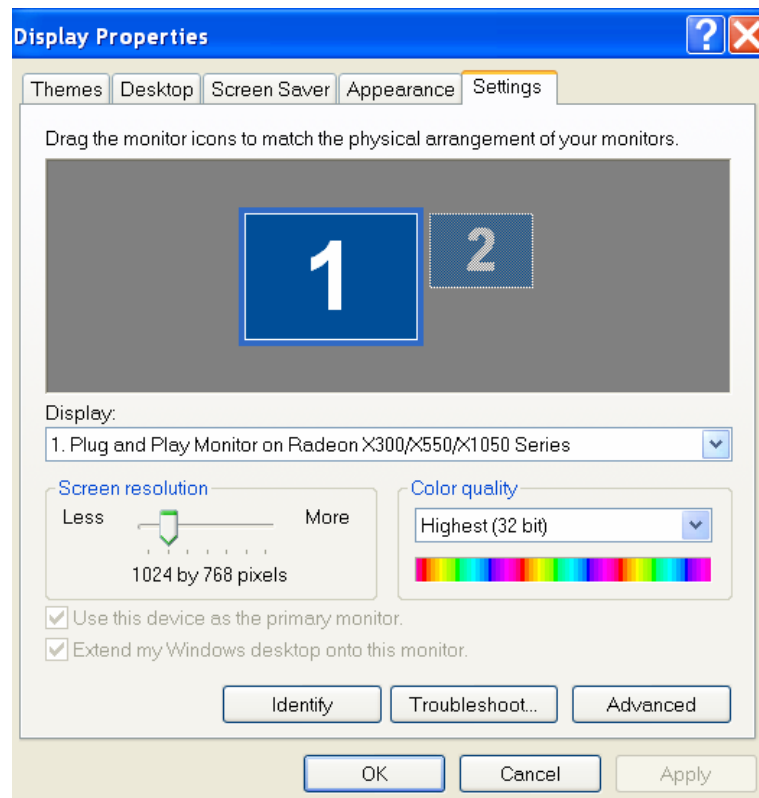 Display Properties
Themes Desktop Screen Saver Appearance Settings
Drag the monitor icons to match the physical arrangement of your monitors.
1 2
Display:
1. Plug and Play Monitor on Radeon X300/X550/X1050 Series
Screen resolution
Less More
1024 by 768 pixels
Color quality
Highest (32 bit)
Use this device as the primary monitor.
Extend my Windows desktop onto this monitor.
Identify Troubleshoot... Advanced
OK Cancel Apply